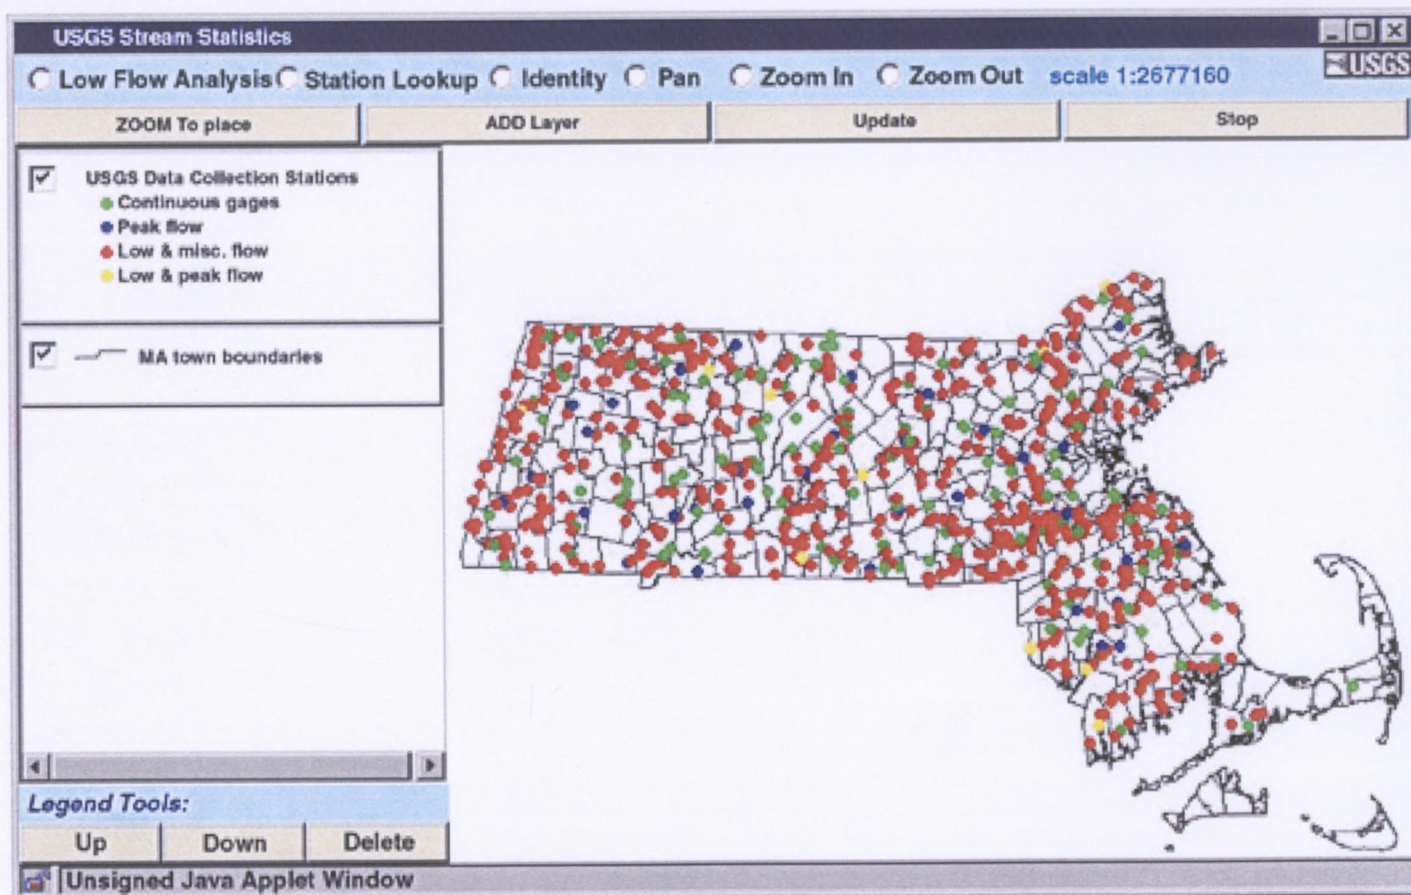 USGS Stream Statistics
Low Flow Analysis Station Lookup Identity Pan Zoom In Zoom Out scale 1:2677160 USGS
ZOOM To place ADD Layer Update Stop
USGS Data Collection Stations
Continuous gages
Peak flow
Low & misc. flow
Low & peak flow
MA town boundaries
Legend Tools:
Up Down Delete
Unsigned Java Applet Window